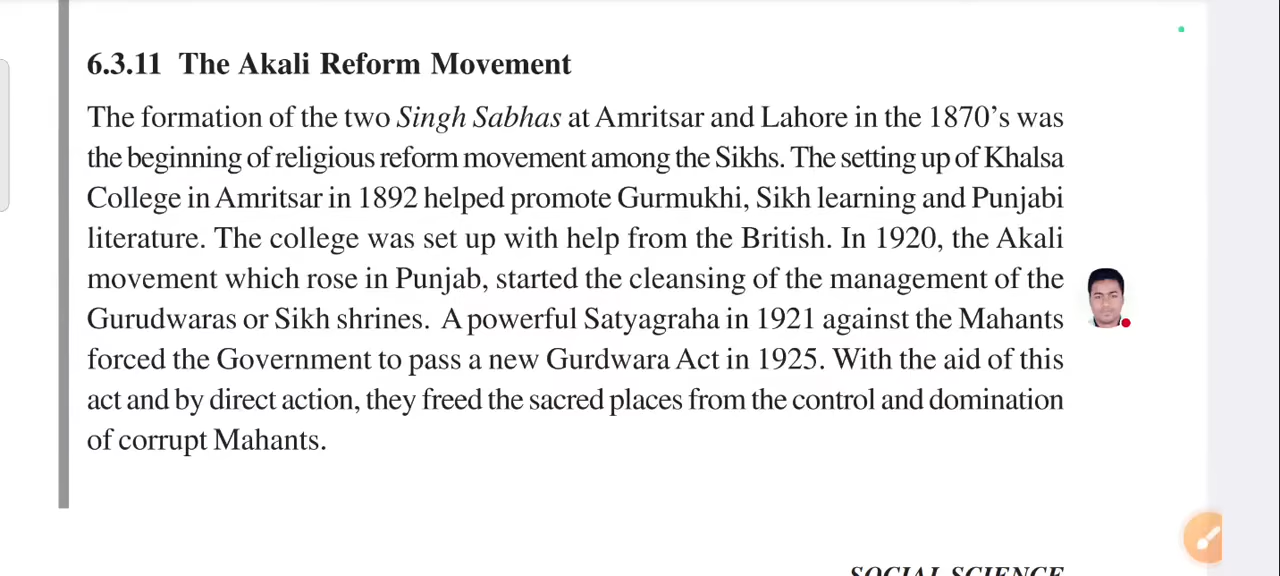 6.3.11 The Akali Reform Movement
The formation of the two Singh Sabhas at Amritsar and Lahore in the 1870's was
the beginning of religious reform movement among the Sikhs. The setting up of Khalsa
College in Amritsar in 1892 helped promote Gurmukhi, Sikh learning and Punjabi
literature. The college was set up with help from the British. In 1920, the Akali
movement which rose in Punjab, started the cleansing of the management of the
Gurudwaras or Sikh shrines. A powerful Satyagraha in 1921 against the Mahants
forced the Government to pass a new Gurdwara Act in 1925. With the aid of this
act and by direct action, they freed the sacred places from the control and domination
of corrupt Mahants.
SOCIAL SCIENCE